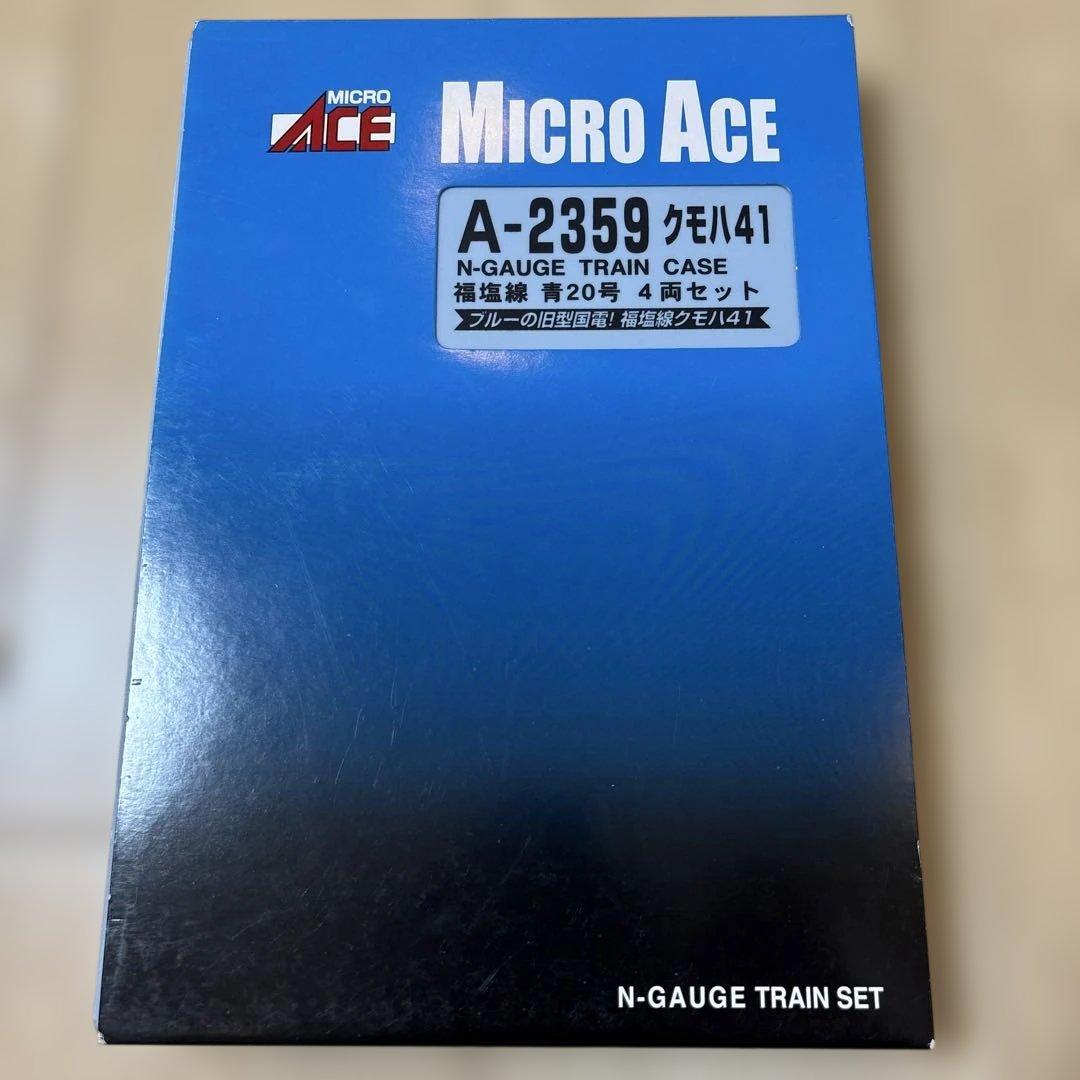 MICRO
ACE
MICRO ACE
A-2359 クモハ41
N-GAUGE TRAIN CASE
福塩線 青20号 4両セット
ブルーの旧型国電! 福塩線クモハ41
N-GAUGE TRAIN SET